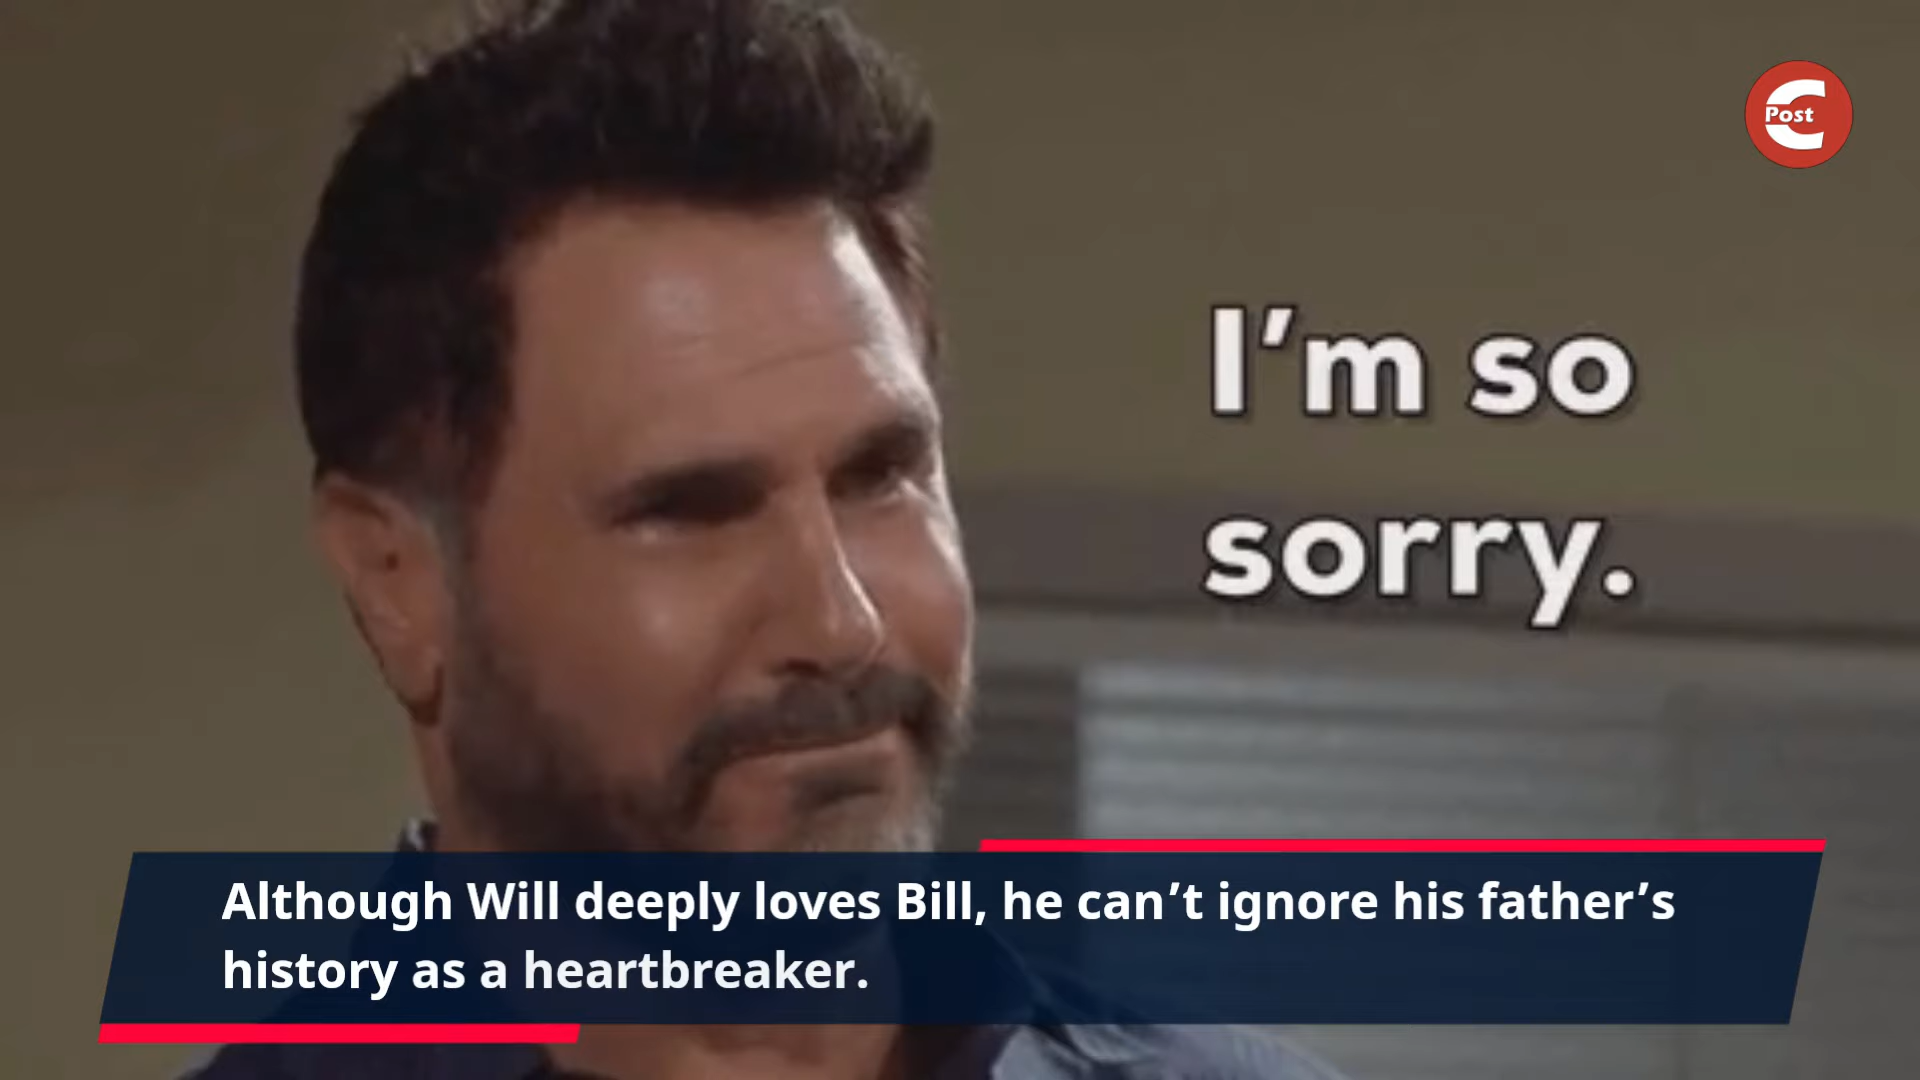 Post
I’m so
sorry.
Although Will deeply loves Bill, he can’t ignore his father’s
history as a heartbreaker.